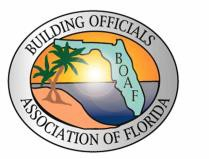 BUILDING OFFICIALS
BOAF
ASSOCIATION OF FLORIDA